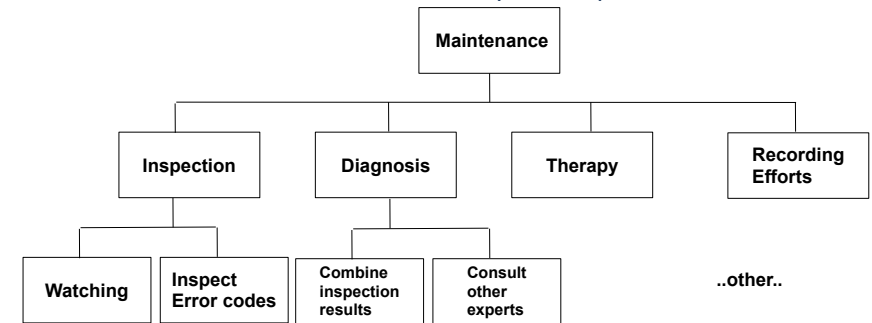 Maintenance
Inspection
Diagnosis
Therapy
Recording
Efforts
Watching
Inspect
Error codes
Combine
inspection
results
Consult
other
experts
..other..